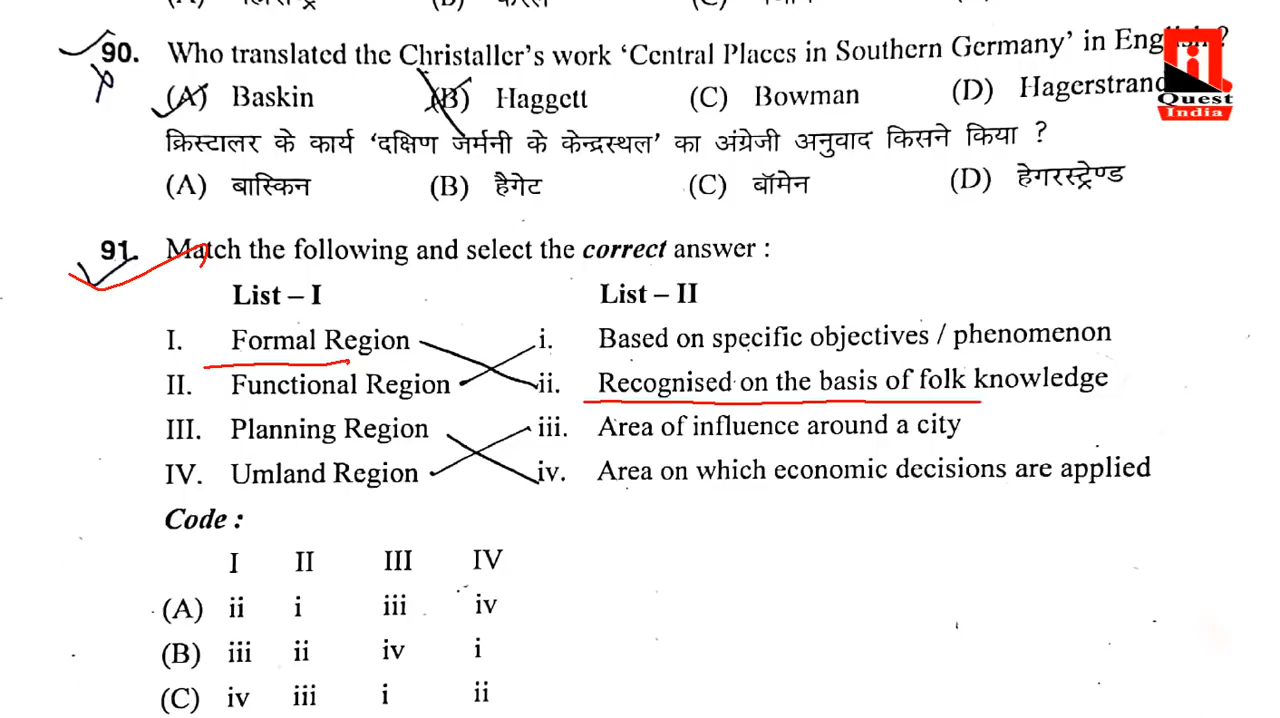 90. Who translated the Christaller's work 'Central Places in Southern Germany' in English ?
(A) Baskin (B) Haggett (C) Bowman (D) Hagerstrand
Quest
India
क्रिस्टालर के कार्य 'दक्षिण जर्मनी के केन्द्रस्थल' का अंग्रेजी अनुवाद किसने किया ?
(A) बास्किन (B) हैगेट (C) बॉमेन (D) हेगरस्ट्रेण्ड
91. Match the following and select the correct answer :
List – I List – II
I. Formal Region i. Based on specific objectives / phenomenon
II. Functional Region ii. Recognised on the basis of folk knowledge
III. Planning Region iii. Area of influence around a city
IV. Umland Region iv. Area on which economic decisions are applied
Code :
I II III IV
(A) ii i iii iv
(B) iii ii iv i
(C) iv iii i ii